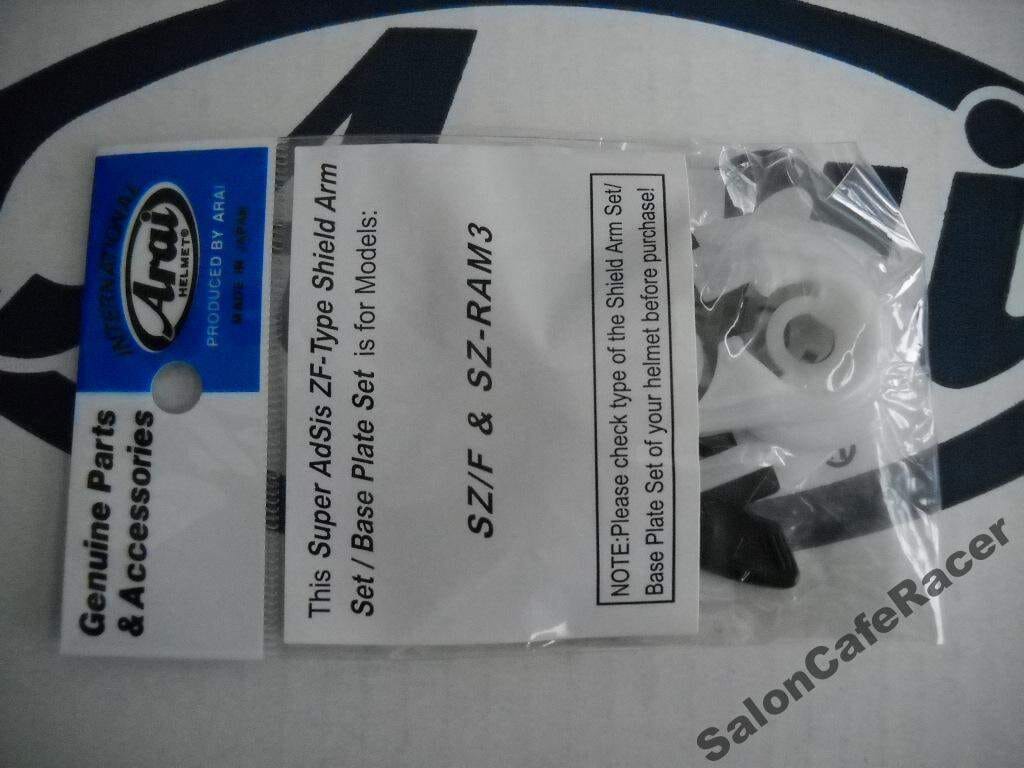 Genuine Parts
& Accessories
INTERNATIONAL
Arai
HELMET®
PRODUCED BY ARAI
MADE IN JAPAN
This Super AdSis ZF-Type Shield Arm
Set / Base Plate Set is for Models:
SZ/F & SZ-RAM3
NOTE:Please check type of the Shield Arm Set/
Base Plate Set of your helmet before purchase!
SalonCafeRacer